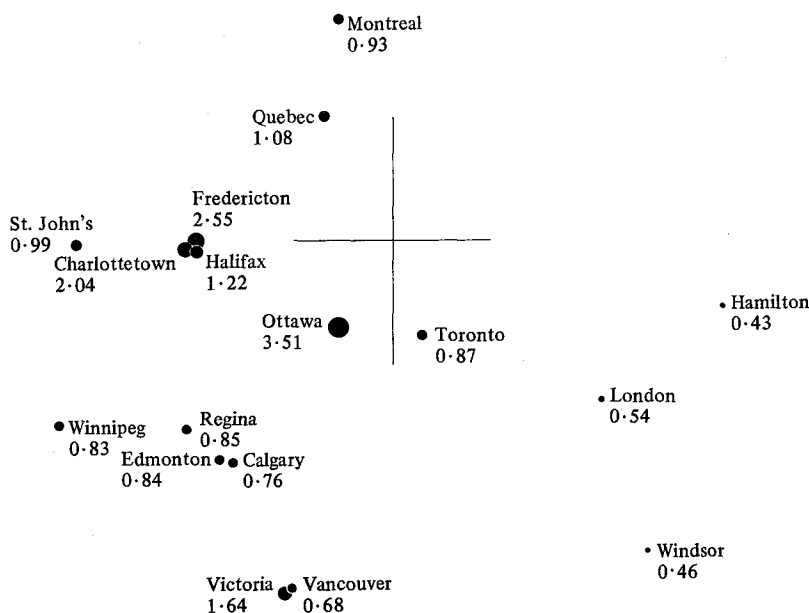 Montreal
0·93
Quebec
1·08
Fredericton
2·55
St. John's
0·99
Charlottetown
2·04
Halifax
1·22
Hamilton
0·43
Ottawa
3·51
Toronto
0·87
London
0·54
Winnipeg
0·83
Regina
0·85
Edmonton
0·84
Calgary
0·76
Windsor
0·46
Victoria
1·64
Vancouver
0·68